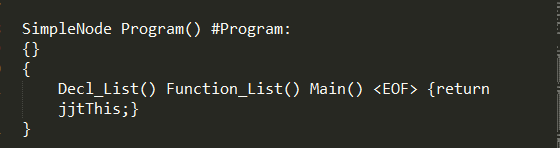 SimpleNode Program() #Program:
{}
{
Decl_List() Function_List() Main() <EOF> {return
jjtThis;}
}